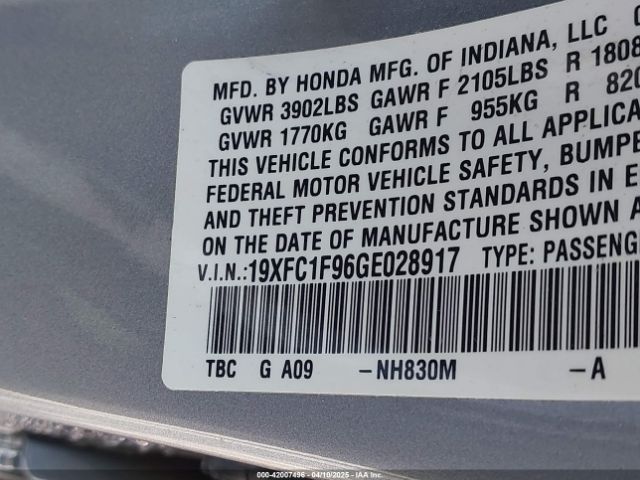 MFD. BY HONDA MFG. OF INDIANA, LLC
GVWR 3902LBS GAWR F 2105LBS R 1808
GVWR 1770KG GAWR F 955KG R 820
THIS VEHICLE CONFORMS TO ALL APPLICA
FEDERAL MOTOR VEHICLE SAFETY, BUMPE
AND THEFT PREVENTION STANDARDS IN E
ON THE DATE OF MANUFACTURE SHOWN A
V.I.N.:19XFC1F96GE028917 TYPE: PASSENG
TBC G A09 -NH830M -A
000-42007496 - 04/10/2025 - IAAI.COM